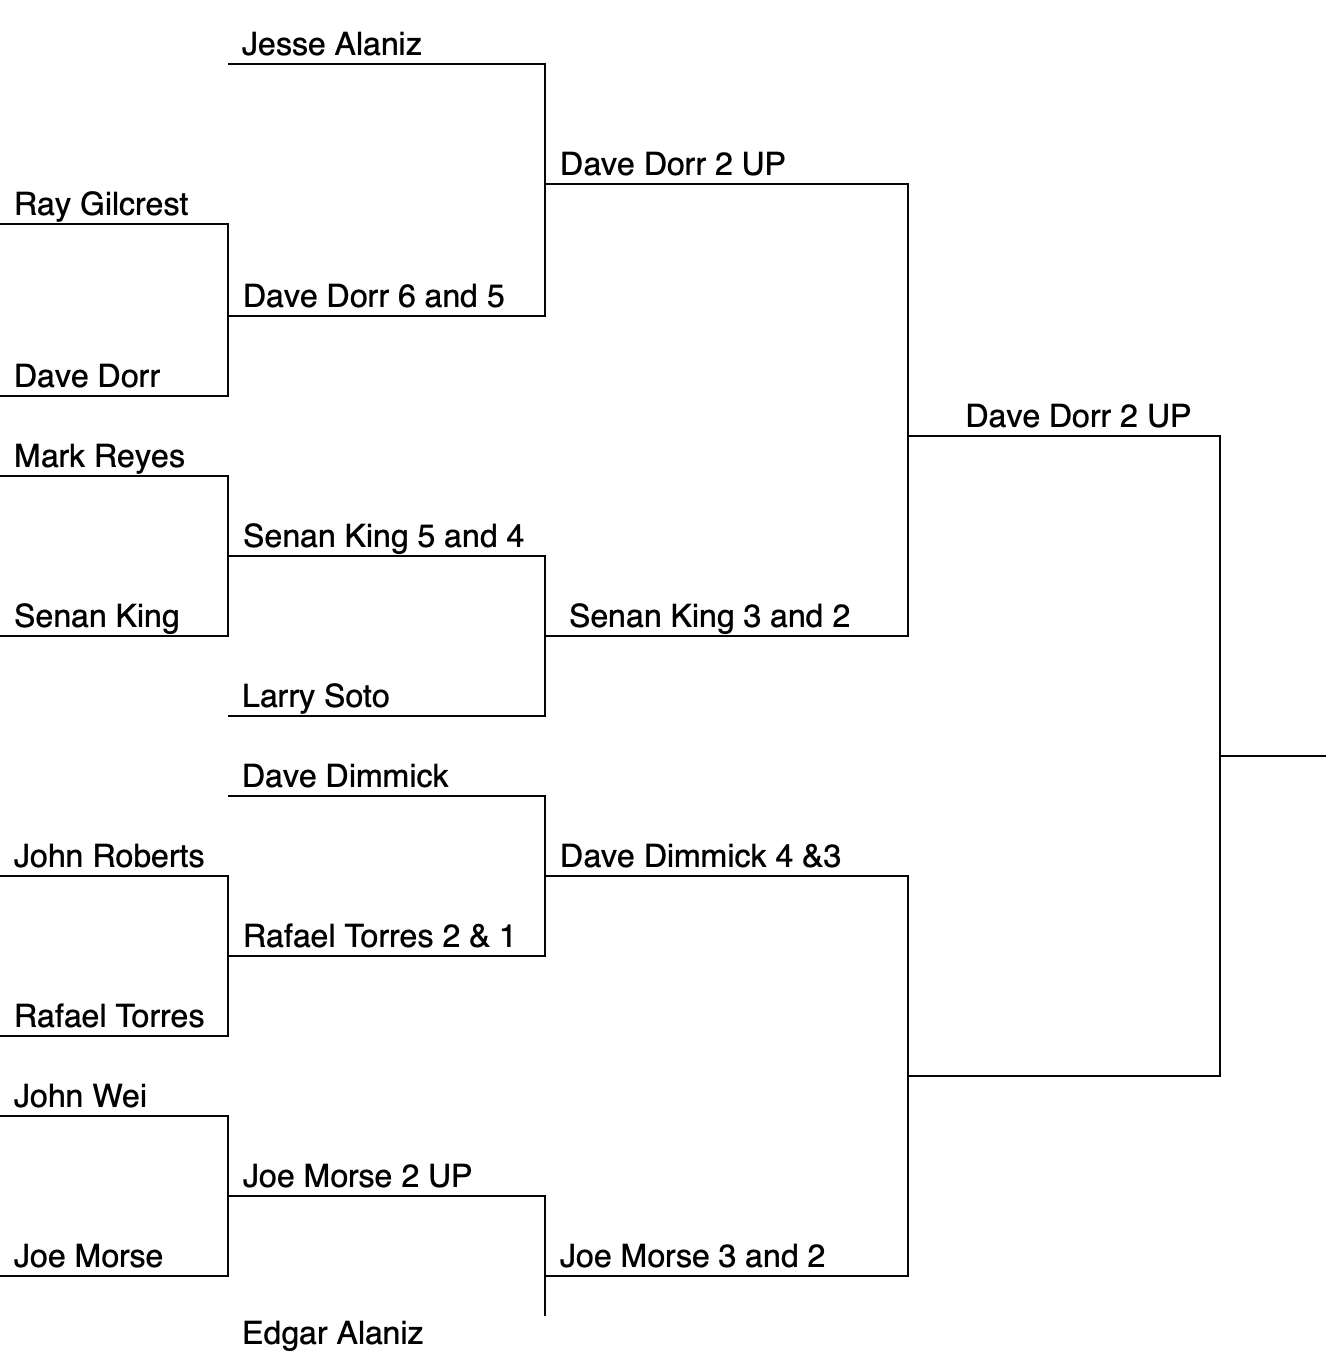 Jesse Alaniz
Dave Dorr 2 UP
Ray Gilcrest
Dave Dorr 6 and 5
Dave Dorr
Dave Dorr 2 UP
Mark Reyes
Senan King 5 and 4
Senan King
Senan King 3 and 2
Larry Soto
Dave Dimmick
John Roberts
Dave Dimmick 4 &3
Rafael Torres 2 & 1
Rafael Torres
John Wei
Joe Morse 2 UP
Joe Morse
Joe Morse 3 and 2
Edgar Alaniz